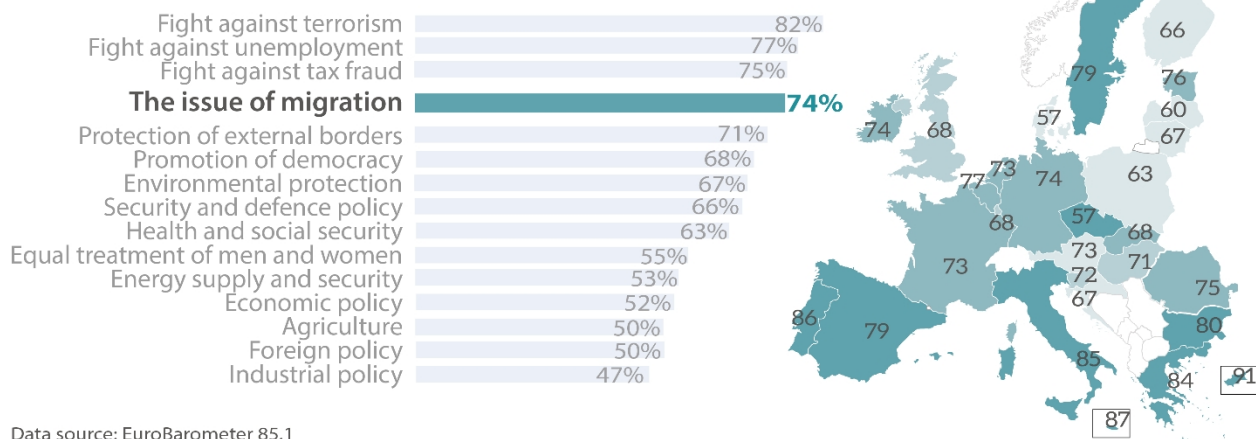 Fight against terrorism 82%
Fight against unemployment 77%
Fight against tax fraud 75%
The issue of migration 74%
Protection of external borders 71%
Promotion of democracy 68%
Environmental protection 67%
Security and defence policy 66%
Health and social security 63%
Equal treatment of men and women 55%
Energy supply and security 53%
Economic policy 52%
Agriculture 50%
Foreign policy 50%
Industrial policy 47%
Data source: EuroBarometer 85.1
66
79
76
60
57
67
74
68
73
74
63
77
57
68
68
73
71
73
72
75
67
86
79
80
85
84
91
87